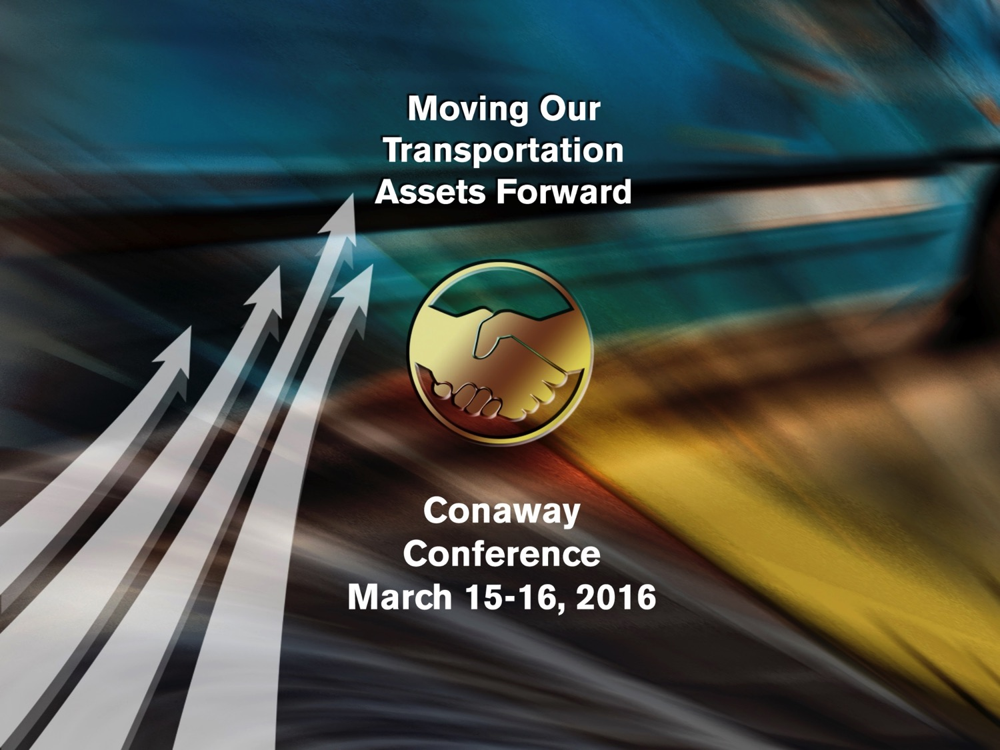 Moving Our
Transportation
Assets Forward
Conaway
Conference
March 15-16, 2016